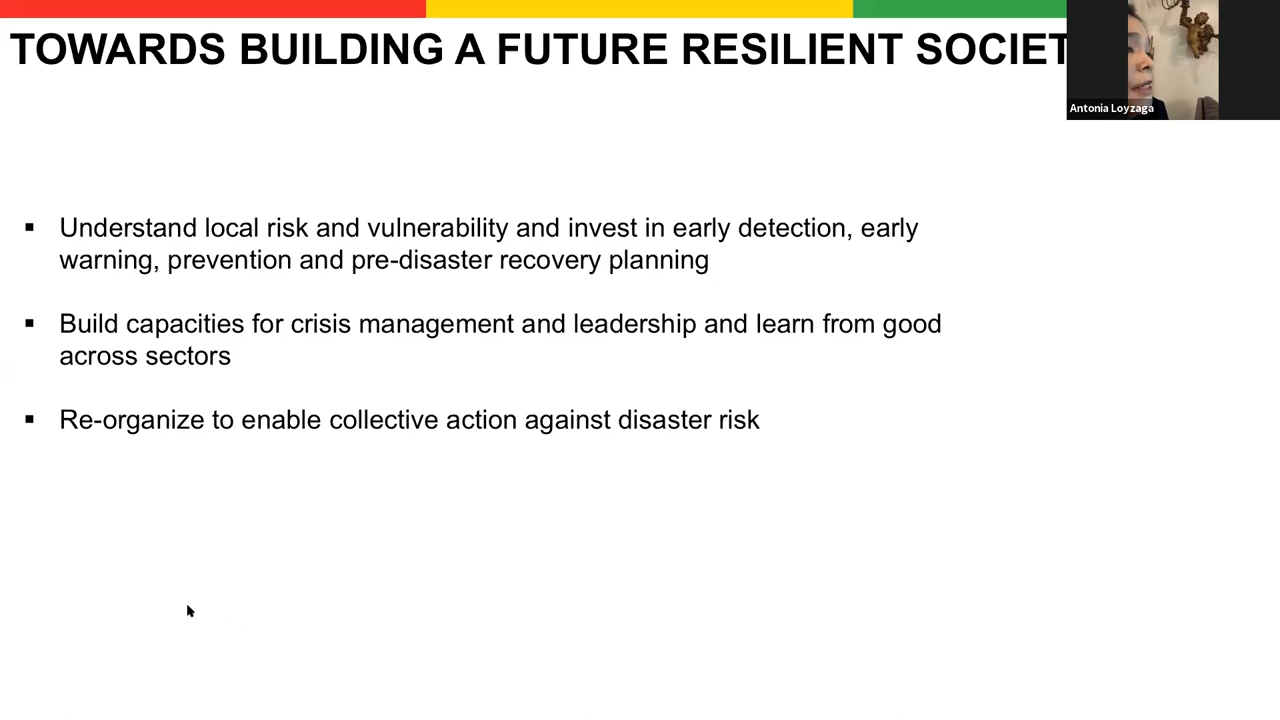 TOWARDS BUILDING A FUTURE RESILIENT SOCIET
Antonia Loyzaga
▪ Understand local risk and vulnerability and invest in early detection, early
warning, prevention and pre-disaster recovery planning
▪ Build capacities for crisis management and leadership and learn from good
across sectors
▪ Re-organize to enable collective action against disaster risk